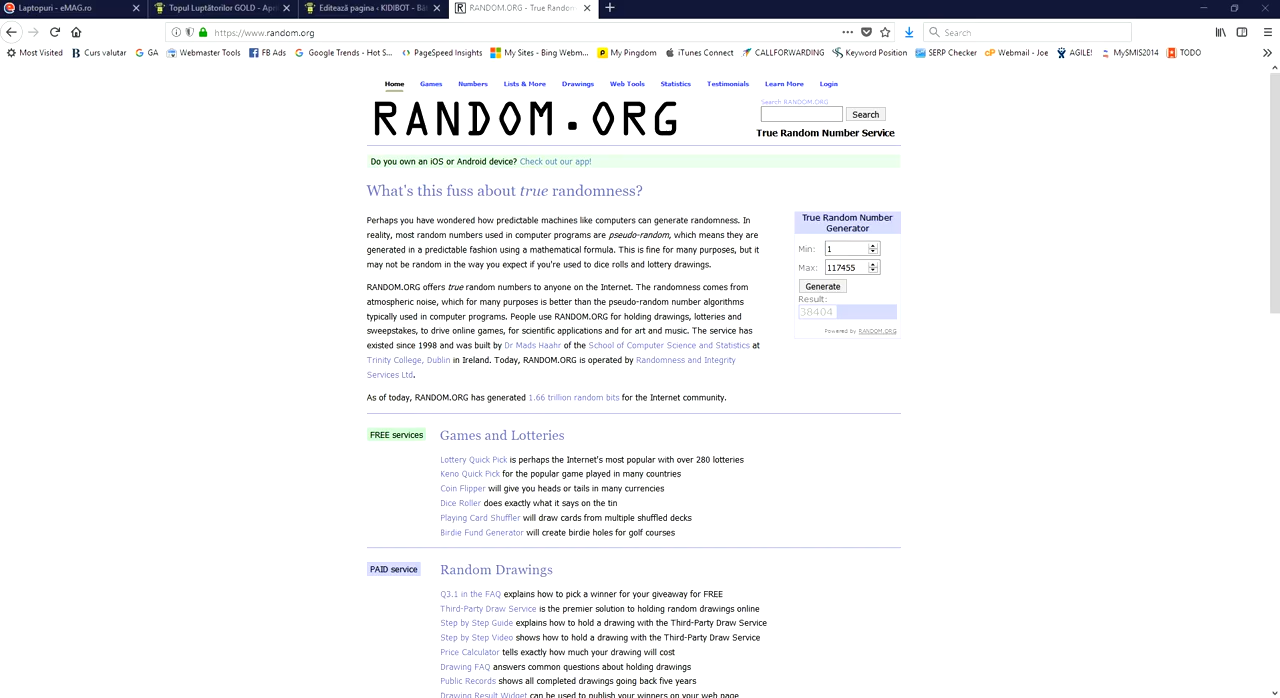 Laptopuri - eMAG.ro
Topul Luptătorilor GOLD - Apri
Editează pagina ‹ KIDIBOT - Băt
RANDOM.ORG - True Random
https://www.random.org
Search
Most Visited
Curs valutar
GA
Webmaster Tools
FB Ads
Google Trends - Hot S...
PageSpeed Insights
My Sites - Bing Web...
My Pingdom
iTunes Connect
CALLFORWARDING
Keyword Position
SERP Checker
Webmail - Joe
AGILE!
MySMIS2014
TODO
Home Games Numbers Lists & More Drawings Web Tools Statistics Testimonials Learn More Login
RANDOM.ORG
Search RANDOM.ORG
Search
True Random Number Service
Do you own an iOS or Android device? Check out our app!
What's this fuss about true randomness?
Perhaps you have wondered how predictable machines like computers can generate randomness. In
reality, most random numbers used in computer programs are pseudo-random, which means they are
generated in a predictable fashion using a mathematical formula. This is fine for many purposes, but it
may not be random in the way you expect if you're used to dice rolls and lottery drawings.
RANDOM.ORG offers true random numbers to anyone on the Internet. The randomness comes from
atmospheric noise, which for many purposes is better than the pseudo-random number algorithms
typically used in computer programs. People use RANDOM.ORG for holding drawings, lotteries and
sweepstakes, to drive online games, for scientific applications and for art and music. The service has
existed since 1998 and was built by Dr Mads Haahr of the School of Computer Science and Statistics at
Trinity College, Dublin in Ireland. Today, RANDOM.ORG is operated by Randomness and Integrity
Services Ltd.
As of today, RANDOM.ORG has generated 1.66 trillion random bits for the Internet community.
True Random Number
Generator
Min: 1
Max: 117455
Generate
Result:
38404
Powered by RANDOM.ORG
FREE services
Games and Lotteries
Lottery Quick Pick is perhaps the Internet's most popular with over 280 lotteries
Keno Quick Pick for the popular game played in many countries
Coin Flipper will give you heads or tails in many currencies
Dice Roller does exactly what it says on the tin
Playing Card Shuffler will draw cards from multiple shuffled decks
Birdie Fund Generator will create birdie holes for golf courses
PAID service
Random Drawings
Q3.1 in the FAQ explains how to pick a winner for your giveaway for FREE
Third-Party Draw Service is the premier solution to holding random drawings online
Step by Step Guide explains how to hold a drawing with the Third-Party Draw Service
Step by Step Video shows how to hold a drawing with the Third-Party Draw Service
Price Calculator tells exactly how much your drawing will cost
Drawing FAQ answers common questions about holding drawings
Public Records shows all completed drawings going back five years
Drawing Result Widget can be used to publish your winners on your web page